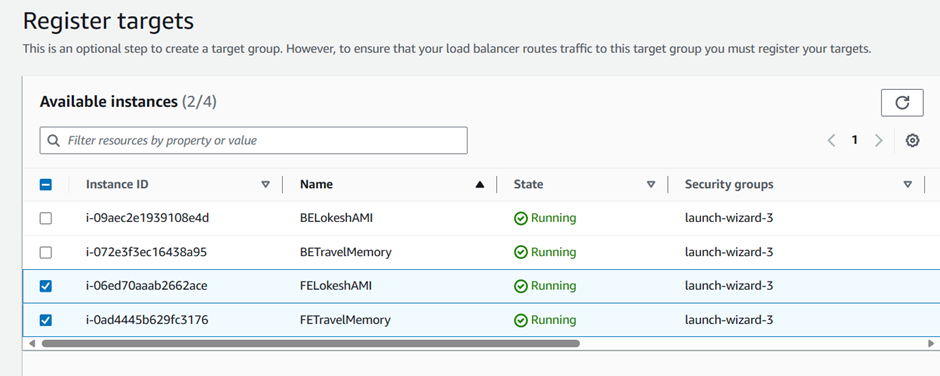 Register targets
This is an optional step to create a target group. However, to ensure that your load balancer routes traffic to this target group you must register your targets.
Available instances (2/4)
Filter resources by property or value
1
Instance ID Name State Security groups
i-09aec2e1939108e4d BELokeshAMI Running launch-wizard-3
i-072e3f3ec16438a95 BETravelMemory Running launch-wizard-3
i-06ed70aaab2662ace FELokeshAMI Running launch-wizard-3
i-0ad4445b629fc3176 FETravelMemory Running launch-wizard-3